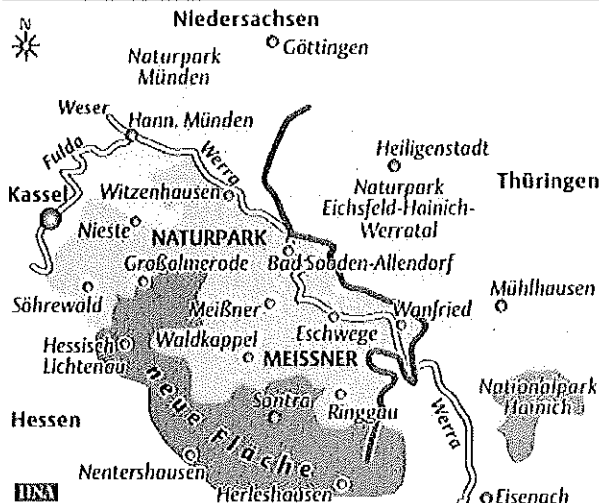 Niedersachsen
N
Göttingen
Naturpark
Münden
Weser
Hann. Münden
Fulda
Werra
Heiligenstadt
Kassel
Witzenhausen
Naturpark
Eichsfeld-Hainich-
Werratal
Thüringen
Nieste
NATURPARK
Großalmerode
Bad Sooden-Allendorf
Söhrewald
Meißner
Mühlhausen
Eschwege
Wanfried
Hessisch
Lichtenau
Waldkappel
MEISSNER
neue Fläche
Sontra
Ringgau
Werra
Nationalpark
Hainich
Hessen
Nentershausen
Herleshausen
HNA
Eisenach